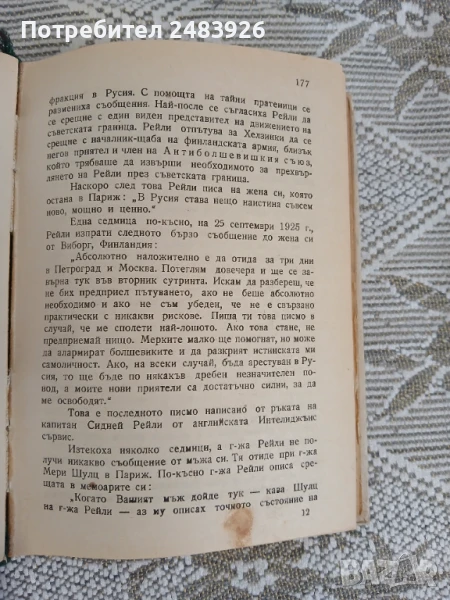 Потребител 2483926
177
фракция в Русия. С помощта на тайни пратеници се
размениха съобщения. Най-после се съгласиха Рейли да
се срещне с един виден представител на движението на
съветската граница. Рейли отпътува за Хелзинки да се
срещне с началник-щаба на финландската армия, близък
негов приятел и член на Антиболшевишкия съюз,
който трябваше да извърши необходимото за прехвър-
лянето на Рейли през съветската граница.
Наскоро след това Рейли писа на жена си, която
остана в Париж: „В Русия става нещо наистина съвсем
ново, мощно и ценно.“
Една седмица по-късно, на 25 септември 1925 г.,
Рейли изпрати следното бързо съобщение до жена си
от Виборг, Финландия:
„Абсолютно наложително е да отида за три дни
в Петроград и Москва. Потеглям довечера и ще се за-
върна тук във вторник сутринта. Искам да разбереш, че
не бих предприел пътуването, ако не беше абсолютно
необходимо и ако не съм убеден, че не е свързано
практически с никакви рискове. Пиша ти това писмо в
случай, че ме сполети най-лошото. Ако това стане, не
предприемай нищо. Мерките малко ще помогнат, но може
да алармират болшевиките и да разкрият истинската ми
самоличност. Ако, на всеки случай, бъда арестуван в Ру-
сия, то ще бъде по никакъв дребен незначителен по-
вод, а моите нови приятели са достатъчно силни, за да
ме освободят.“
Това е последното писмо написано от ръката на
капитан Сидней Рейли от английската Интелиджънс
сървис.
Изтекоха няколко седмици, а г-жа Рейли не по-
лучи никакво съобщение от мъжа си. Тя отиде при г-жа
Мери Шулц в Париж. По-късно г-жа Рейли описа сре-
щата в мемоарите си:
„Когато Вашият мъж дойде тук — каза Шулц
на г-жа Рейли — аз му описах точното състояние на
12
Bazar